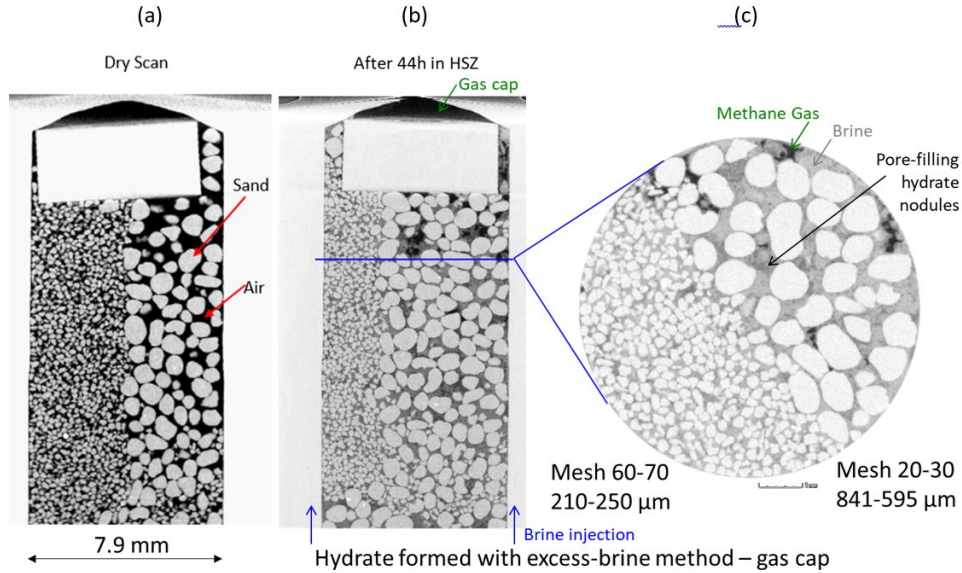 (a)
(b)
(c)
Dry Scan
After 44h in HSZ
Gas cap
Methane Gas
Brine
Pore-filling
hydrate
nodules
Sand
Air
Mesh 60-70
210-250 µm
Mesh 20-30
841-595 µm
Brine injection
7.9 mm
Hydrate formed with excess-brine method – gas cap